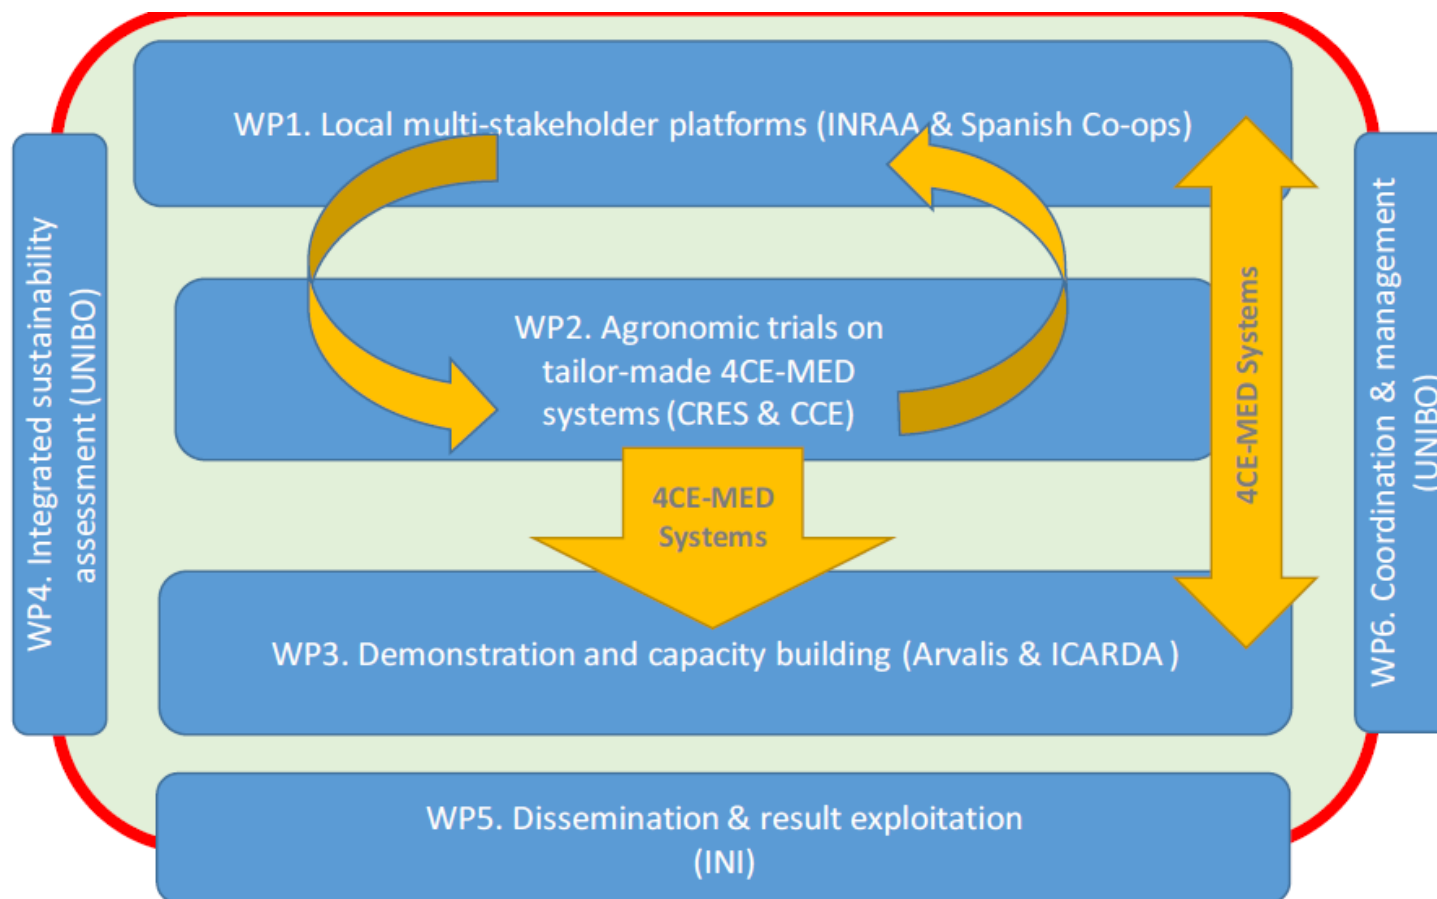 WP1. Local multi-stakeholder platforms (INRAA & Spanish Co-ops)
WP4. Integrated sustainability
assessment (UNIBO)
WP2. Agronomic trials on
tailor-made 4CE-MED
systems (CRES & CCE)
4CE-MED
Systems
4CE-MED Systems
WP6. Coordination & management
(UNIBO)
WP3. Demonstration and capacity building (Arvalis & ICARDA )
WP5. Dissemination & result exploitation
(INI)